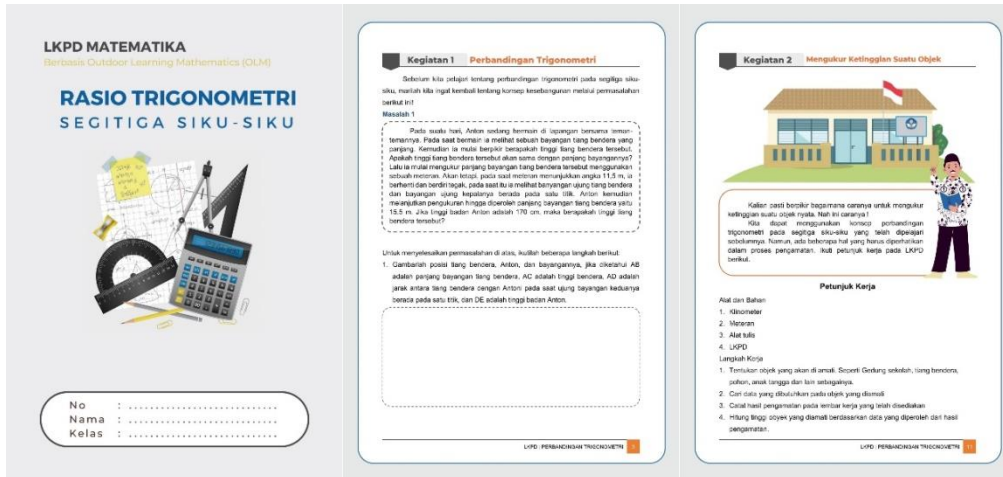 LKPD MATEMATIKA
Berbasis Outdoor Learning Mathematics (OLM)
RASIO TRIGONOMETRI
SEGITIGA SIKU-SIKU
No : ............................
Nama : ............................
Kelas : ............................
Kegiatan 1 Perbandingan Trigonometri
Sebelum kita pelajari tentang perbandingan trigonometri pada segitiga siku-
siku, marilah kita ingat kembali tentang konsep kesebangunan melalui permasalahan
berikut ini!
Masalah 1
Pada suatu hari, Anton sedang bermain di lapangan bersama teman-
temannya. Pada saat bermain ia melihat sebuah bayangan tiang bendera yang
panjang. Kemudian ia mulai berpikir berapakah tinggi tiang bendera tersebut.
Apakah tinggi tiang bendera tersebut akan sama dengan panjang bayangannya?
Lalu ia mulai mengukur panjang bayangan tiang bendera tersebut menggunakan
sebuah meteran. Akan tetapi, pada saat meteran menunjukkan angka 11,5 m, ia
berhenti dan berdiri tegak, pada saat itu ia melihat banyangan ujung tiang bendera
dan bayangan ujung kepalanya berada pada satu titik. Anton kemudian
melanjutkan pengukuran hingga diperoleh panjang bayangan tiang bendera yaitu
15,5 m. Jika tinggi badan Anton adalah 170 cm, maka berapakah tinggi tiang
bendera tersebut?
Untuk menyelesaikan permasalahan di atas, ikutilah beberapa langkah berikut.
1. Gambarlah posisi tiang bendera, Anton, dan bayangannya, jika diketahui AB
adalah panjang bayangan tiang bendera, AC adalah tinggi bendera, AD adalah
jarak antara tiang bendera dengan Anton pada saat ujung bayangan keduanya
berada pada satu titik, dan DE adalah tinggi badan Anton.
LKPD : PERBANDINGAN TRIGONOMETRI
Kegiatan 2 Mengukur Ketinggian Suatu Objek
Kalian pasti berpikir bagaimana caranya untuk mengukur
ketinggian suatu objek nyata. Nah ini caranya !
Kita dapat menggunakan konsep perbandingan
trigonometri pada segitiga siku-siku yang telah dipelajari
sebelumnya. Namun, ada beberapa hal yang harus diperhatikan
dalam proses pengamatan. Ikuti petunjuk kerja pada LKPD
berikut.
Petunjuk Kerja
Alat dan Bahan
1. Klinometer
2. Meteran
3. Alat tulis
4. LKPD
Langkah Kerja
1. Tentukan objek yang akan di amati. Seperti Gedung sekolah, tiang bendera,
pohon, anak tangga dan lain sebagainya.
2. Cari data yang dibutuhkan pada objek yang diamati
3. Catat hasil pengamatan pada lembar kerja yang telah disediakan
4. Hitung tinggi obyek yang diamati berdasarkan data yang diperoleh dari hasil
pengamatan.
LKPD : PERBANDINGAN TRIGONOMETRI 11